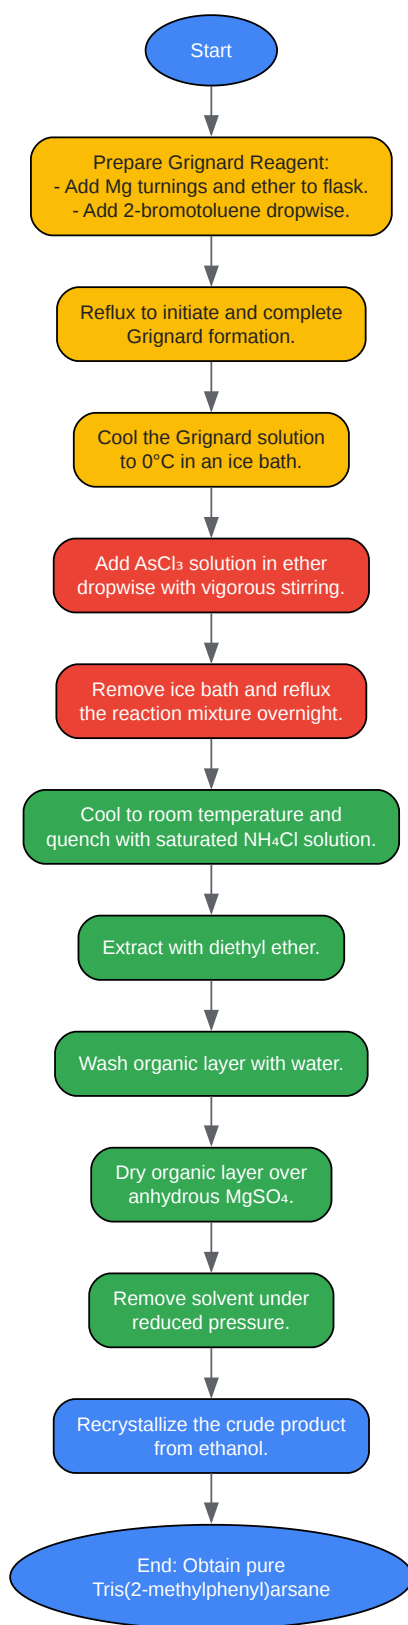 Start
Prepare Grignard Reagent:
- Add Mg turnings and ether to flask.
- Add 2-bromotoluene dropwise.
Reflux to initiate and complete
Grignard formation.
Cool the Grignard solution
to 0°C in an ice bath.
Add AsCl₃ solution in ether
dropwise with vigorous stirring.
Remove ice bath and reflux
the reaction mixture overnight.
Cool to room temperature and
quench with saturated NH₄Cl solution.
Extract with diethyl ether.
Wash organic layer with water.
Dry organic layer over
anhydrous MgSO₄.
Remove solvent under
reduced pressure.
Recrystallize the crude product
from ethanol.
End: Obtain pure
Tris(2-methylphenyl)arsane